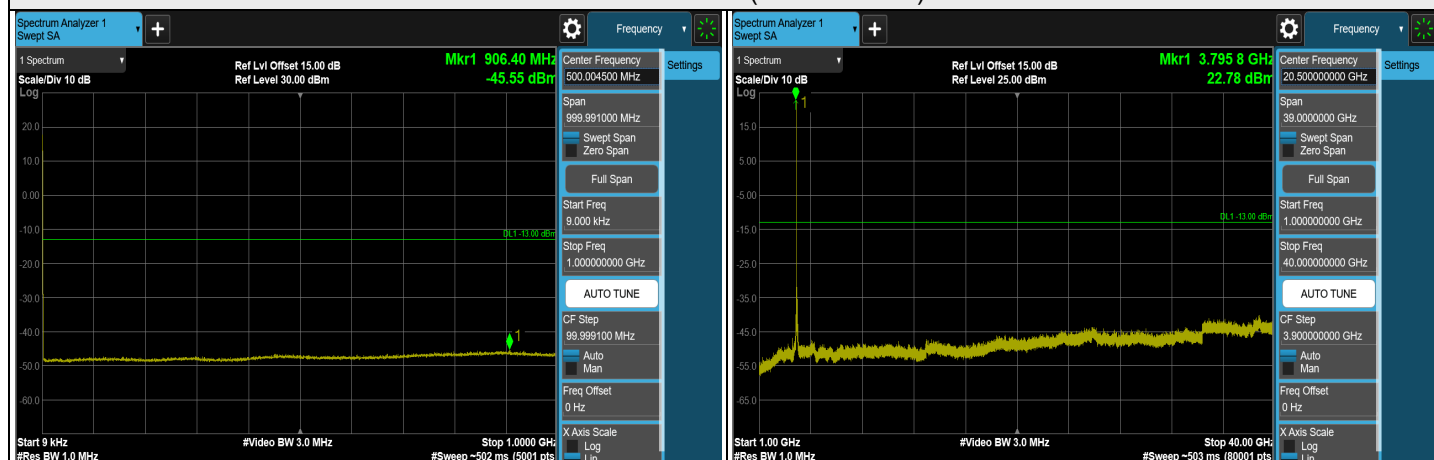 Spectrum Analyzer 1
Swept SA
+
Frequency
1 Spectrum
Scale/Div 10 dB
Log
Ref Lvl Offset 15.00 dB
Ref Level 30.00 dBm
Mkr1 906.40 MHz
-45.55 dBm
20.0
10.0
0.00
-10.0
-20.0
-30.0
-40.0
-50.0
-60.0
DL1 -13.00 dBm
1
Start 9 kHz
#Res BW 1.0 MHz
#Video BW 3.0 MHz
Stop 1.0000 GHz
#Sweep ~502 ms (5001 pts
Center Frequency
500.004500 MHz
Span
999.991000 MHz
Swept Span
Zero Span
Full Span
Start Freq
9.000 kHz
Stop Freq
1.000000000 GHz
AUTO TUNE
CF Step
99.999100 MHz
Auto
Man
Freq Offset
0 Hz
X Axis Scale
Log
Lin
Settings
Spectrum Analyzer 1
Swept SA
+
Frequency
1 Spectrum
Scale/Div 10 dB
Log
Ref Lvl Offset 15.00 dB
Ref Level 25.00 dBm
Mkr1 3.795 8 GHz
22.78 dBm
1
15.0
5.00
-5.00
-15.0
-25.0
-35.0
-45.0
-55.0
-65.0
DL1 -13.00 dBm
Start 1.00 GHz
#Res BW 1.0 MHz
#Video BW 3.0 MHz
Stop 40.00 GHz
#Sweep ~503 ms (80001 pts
Center Frequency
20.500000000 GHz
Span
39.0000000 GHz
Swept Span
Zero Span
Full Span
Start Freq
1.000000000 GHz
Stop Freq
40.000000000 GHz
AUTO TUNE
CF Step
3.900000000 GHz
Auto
Man
Freq Offset
0 Hz
X Axis Scale
Log
Lin
Settings